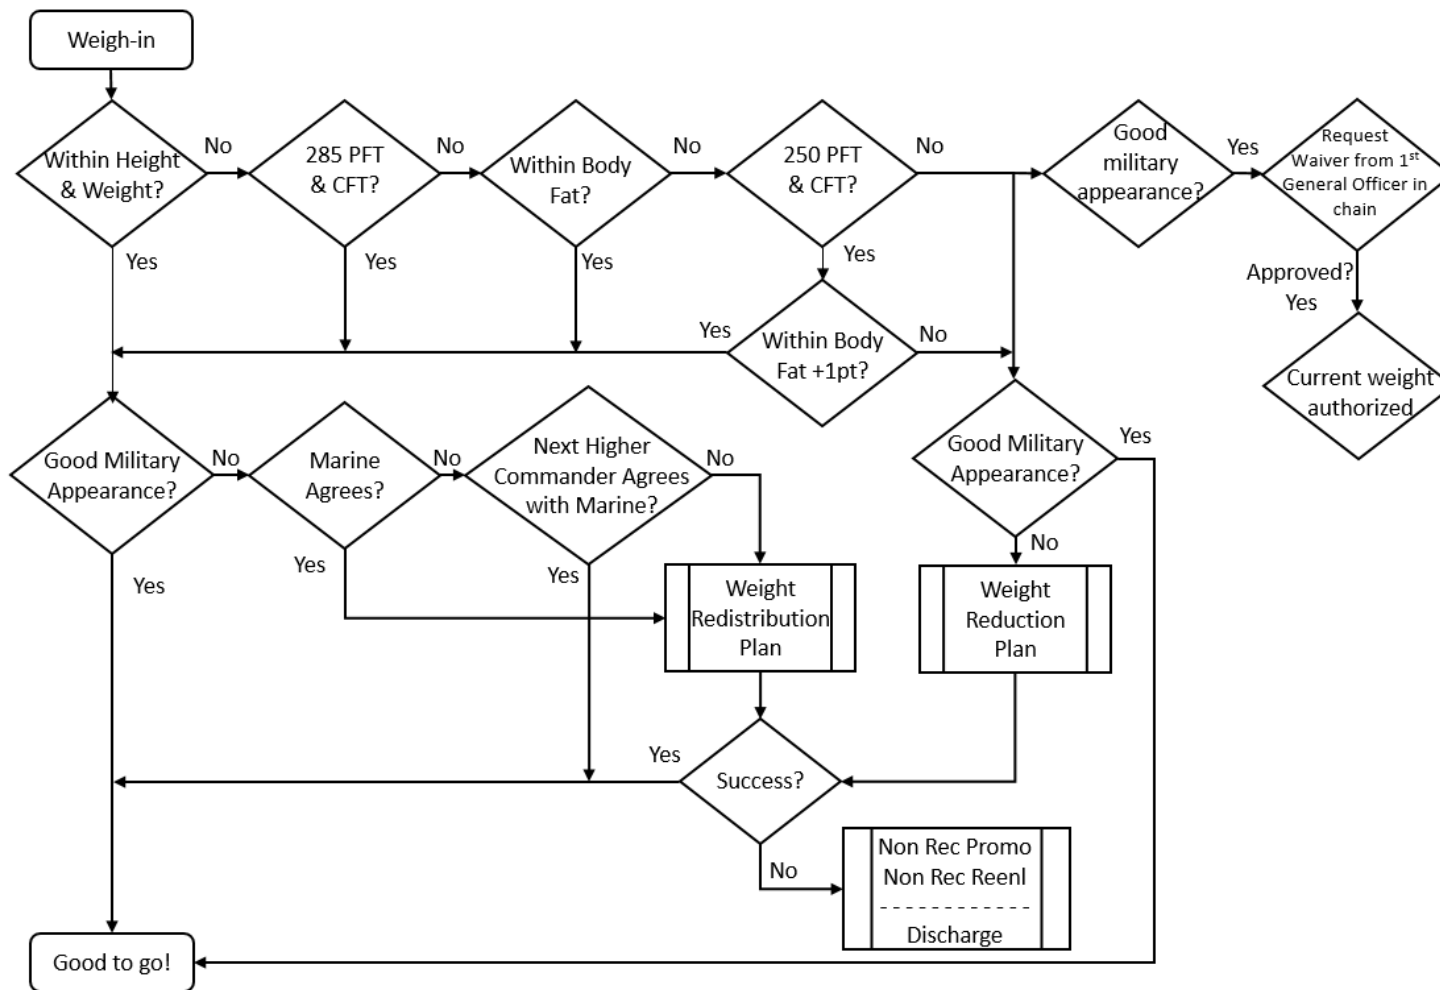 Weigh-in
Within Height
& Weight?
No
285 PFT
& CFT?
No
Within Body
Fat?
No
250 PFT
& CFT?
No
Good
military
appearance?
Yes
Request
Waiver from 1st
General Officer in
chain
Yes
Yes
Yes
Yes
Approved?
Yes
Yes
Within Body
Fat +1pt?
No
Current weight
authorized
Good Military
Appearance?
No
Marine
Agrees?
No
Next Higher
Commander Agrees
with Marine?
No
Good Military
Appearance?
Yes
Yes
Yes
Yes
No
Weight
Redistribution
Plan
Weight
Reduction
Plan
Yes
Success?
No
Non Rec Promo
Non Rec Reenl
------------
Discharge
Good to go!